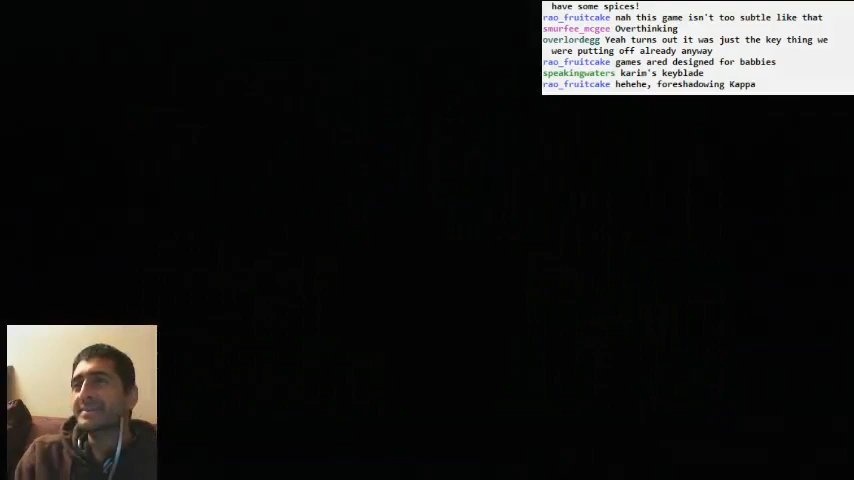 have some spices!
rao_fruitcake nah this game isn't too subtle like that
smurfee_mcgee Overthinking
overlordegg Yeah turns out it was just the key thing we
were putting off already anyway
rao_fruitcake games ared designed for babbies
speakingwaters karim's keyblade
rao_fruitcake hehehe, foreshadowing Kappa